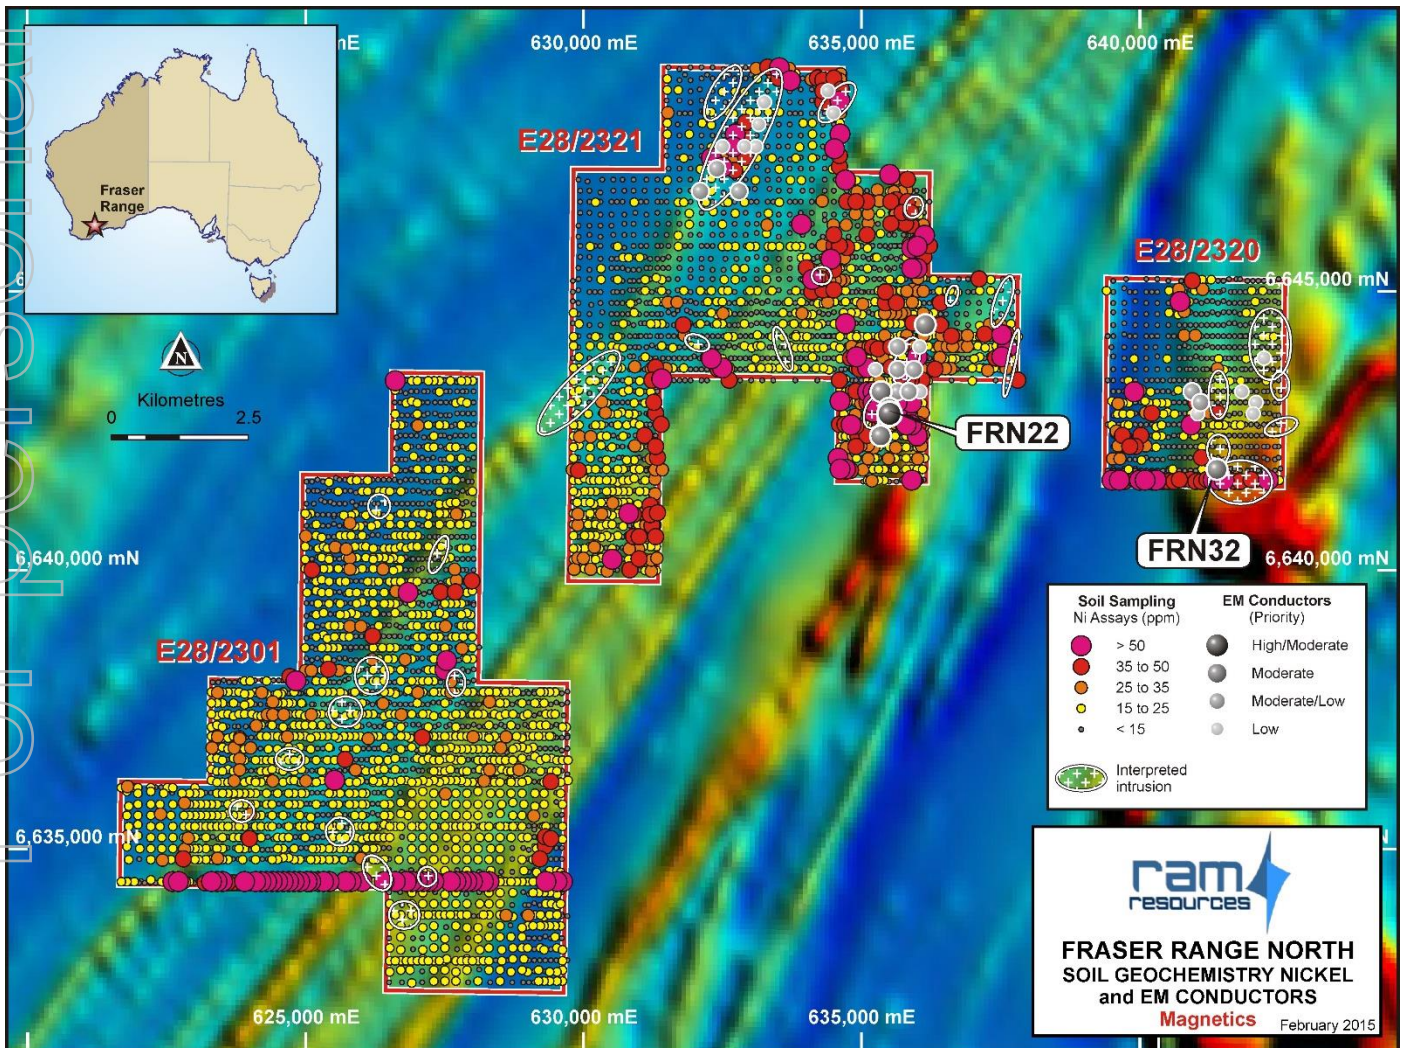 mE
630,000 mE
635,000 mE
640,000 mE
Fraser
Range
E28/2321
E28/2320
6
6,645,000 mN
N
Kilometres
0
2.5
FRN22
FRN32
6,640,000 mN
6,640,000 mN
E28/2301
Soil Sampling
Ni Assays (ppm)
> 50
35 to 50
25 to 35
15 to 25
< 15
EM Conductors
(Priority)
High/Moderate
Moderate
Moderate/Low
Low
Interpreted
intrusion
6,635,000 mN
N
ram
resources
FRASER RANGE NORTH
SOIL GEOCHEMISTRY NICKEL
and EM CONDUCTORS
Magnetics
February 2015
625,000 mE
630,000 mE
635,000 mE
For personal